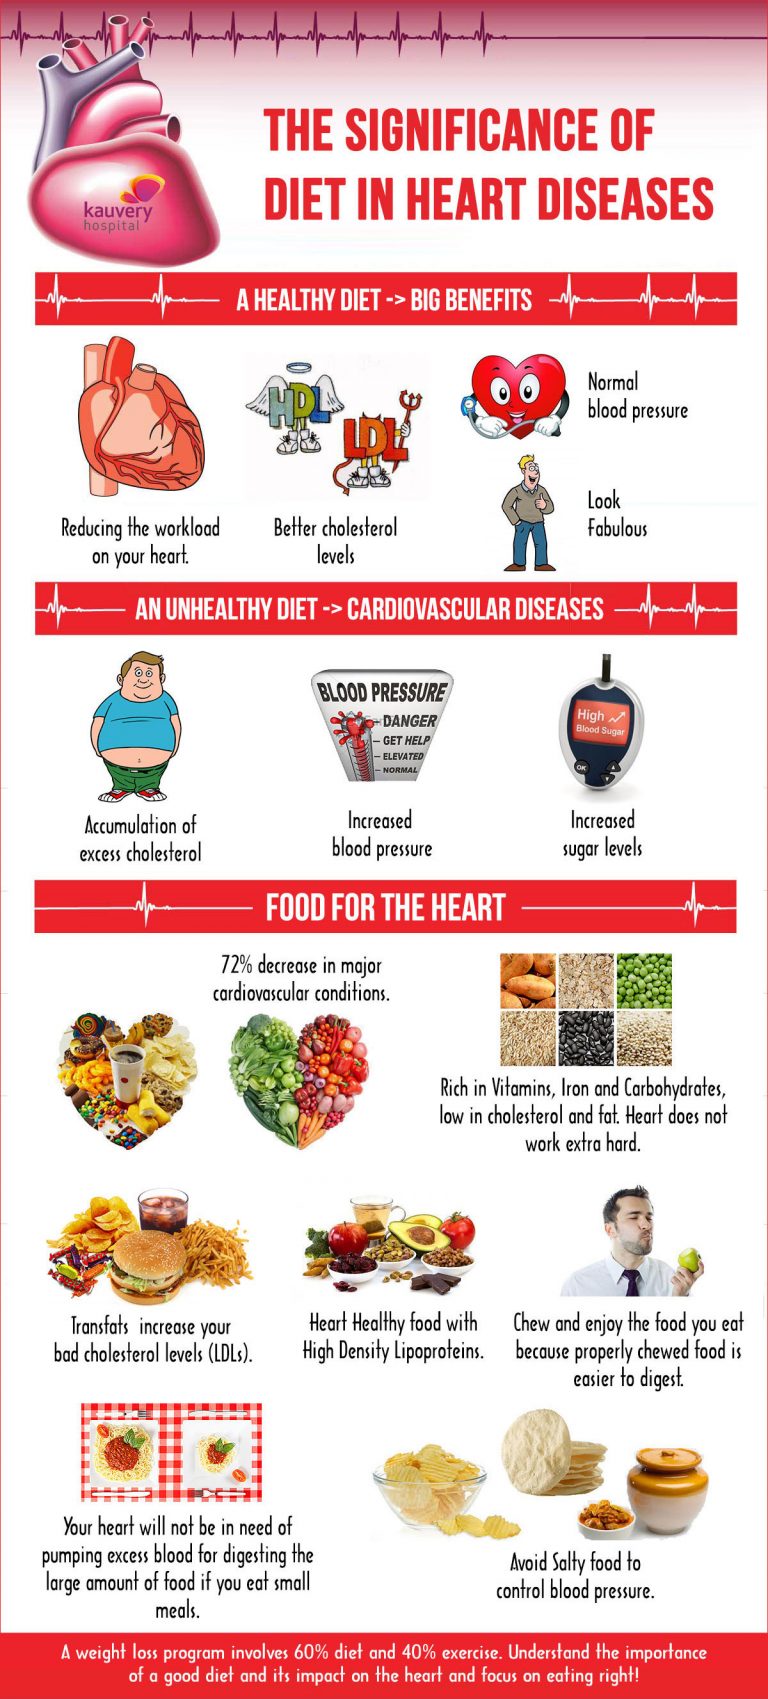 kauvery
hospital
THE SIGNIFICANCE OF
DIET IN HEART DISEASES
A HEALTHY DIET -> BIG BENEFITS
HDL
LDL
Reducing the workload
on your heart.
Better cholesterol
levels
Normal
blood pressure
Look
Fabulous
AN UNHEALTHY DIET -> CARDIOVASCULAR DISEASES
BLOOD PRESSURE
DANGER
GET HELP
ELEVATED
NORMAL
High
Blood Sugar
OK
Accumulation of
excess cholesterol
Increased
blood pressure
Increased
sugar levels
FOOD FOR THE HEART
72% decrease in major
cardiovascular conditions.
Rich in Vitamins, Iron and Carbohydrates,
low in cholesterol and fat. Heart does not
work extra hard.
Transfats increase your
bad cholesterol levels (LDLs).
Heart Healthy food with
High Density Lipoproteins.
Chew and enjoy the food you eat
because properly chewed food is
easier to digest.
Your heart will not be in need of
pumping excess blood for digesting the
large amount of food if you eat small
meals.
Avoid Salty food to
control blood pressure.
A weight loss program involves 60% diet and 40% exercise. Understand the importance
of a good diet and its impact on the heart and focus on eating right!